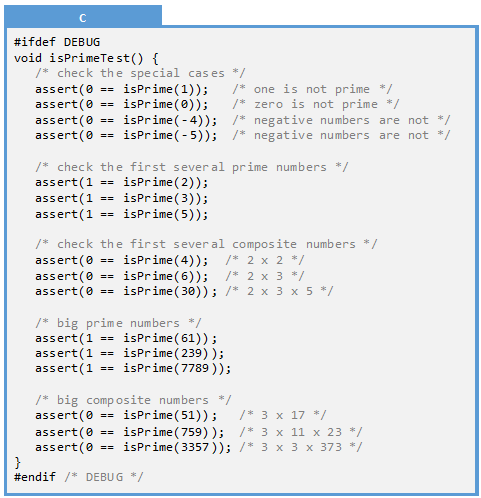 C
#ifdef DEBUG
void isPrimeTest() {
   /* check the special cases */
   assert(0 == isPrime(1));   /* one is not prime */
   assert(0 == isPrime(0));   /* zero is not prime */
   assert(0 == isPrime(-4));  /* negative numbers are not */
   assert(0 == isPrime(-5));  /* negative numbers are not */

   /* check the first several prime numbers */
   assert(1 == isPrime(2));
   assert(1 == isPrime(3));
   assert(1 == isPrime(5));

   /* check the first several composite numbers */
   assert(0 == isPrime(4));  /* 2 x 2 */
   assert(0 == isPrime(6));  /* 2 x 3 */
   assert(0 == isPrime(30)); /* 2 x 3 x 5 */

   /* big prime numbers */
   assert(1 == isPrime(61));
   assert(1 == isPrime(239));
   assert(1 == isPrime(7789));

   /* big composite numbers */
   assert(0 == isPrime(51));   /* 3 x 17 */
   assert(0 == isPrime(759));  /* 3 x 11 x 23 */
   assert(0 == isPrime(3357)); /* 3 x 3 x 373 */
}
#endif /* DEBUG */